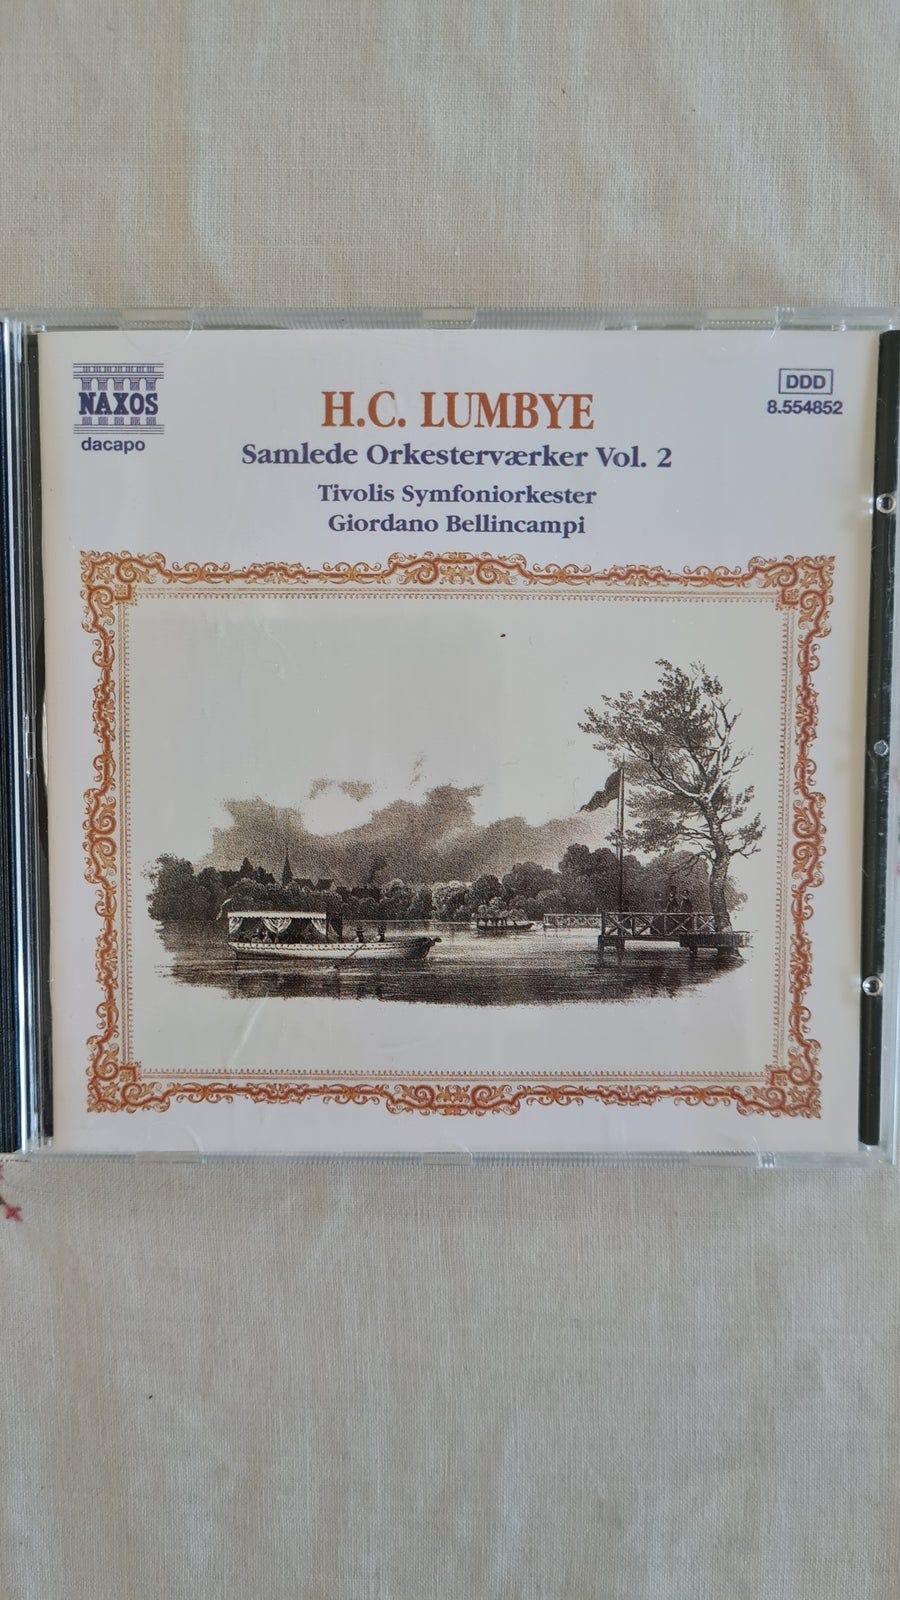 NAXOS
dacapo
H.C. LUMBYE
Samlede Orkesterværker Vol. 2
Tivolis Symfoniorkester
Giordano Bellincampi
DDD
8.554852